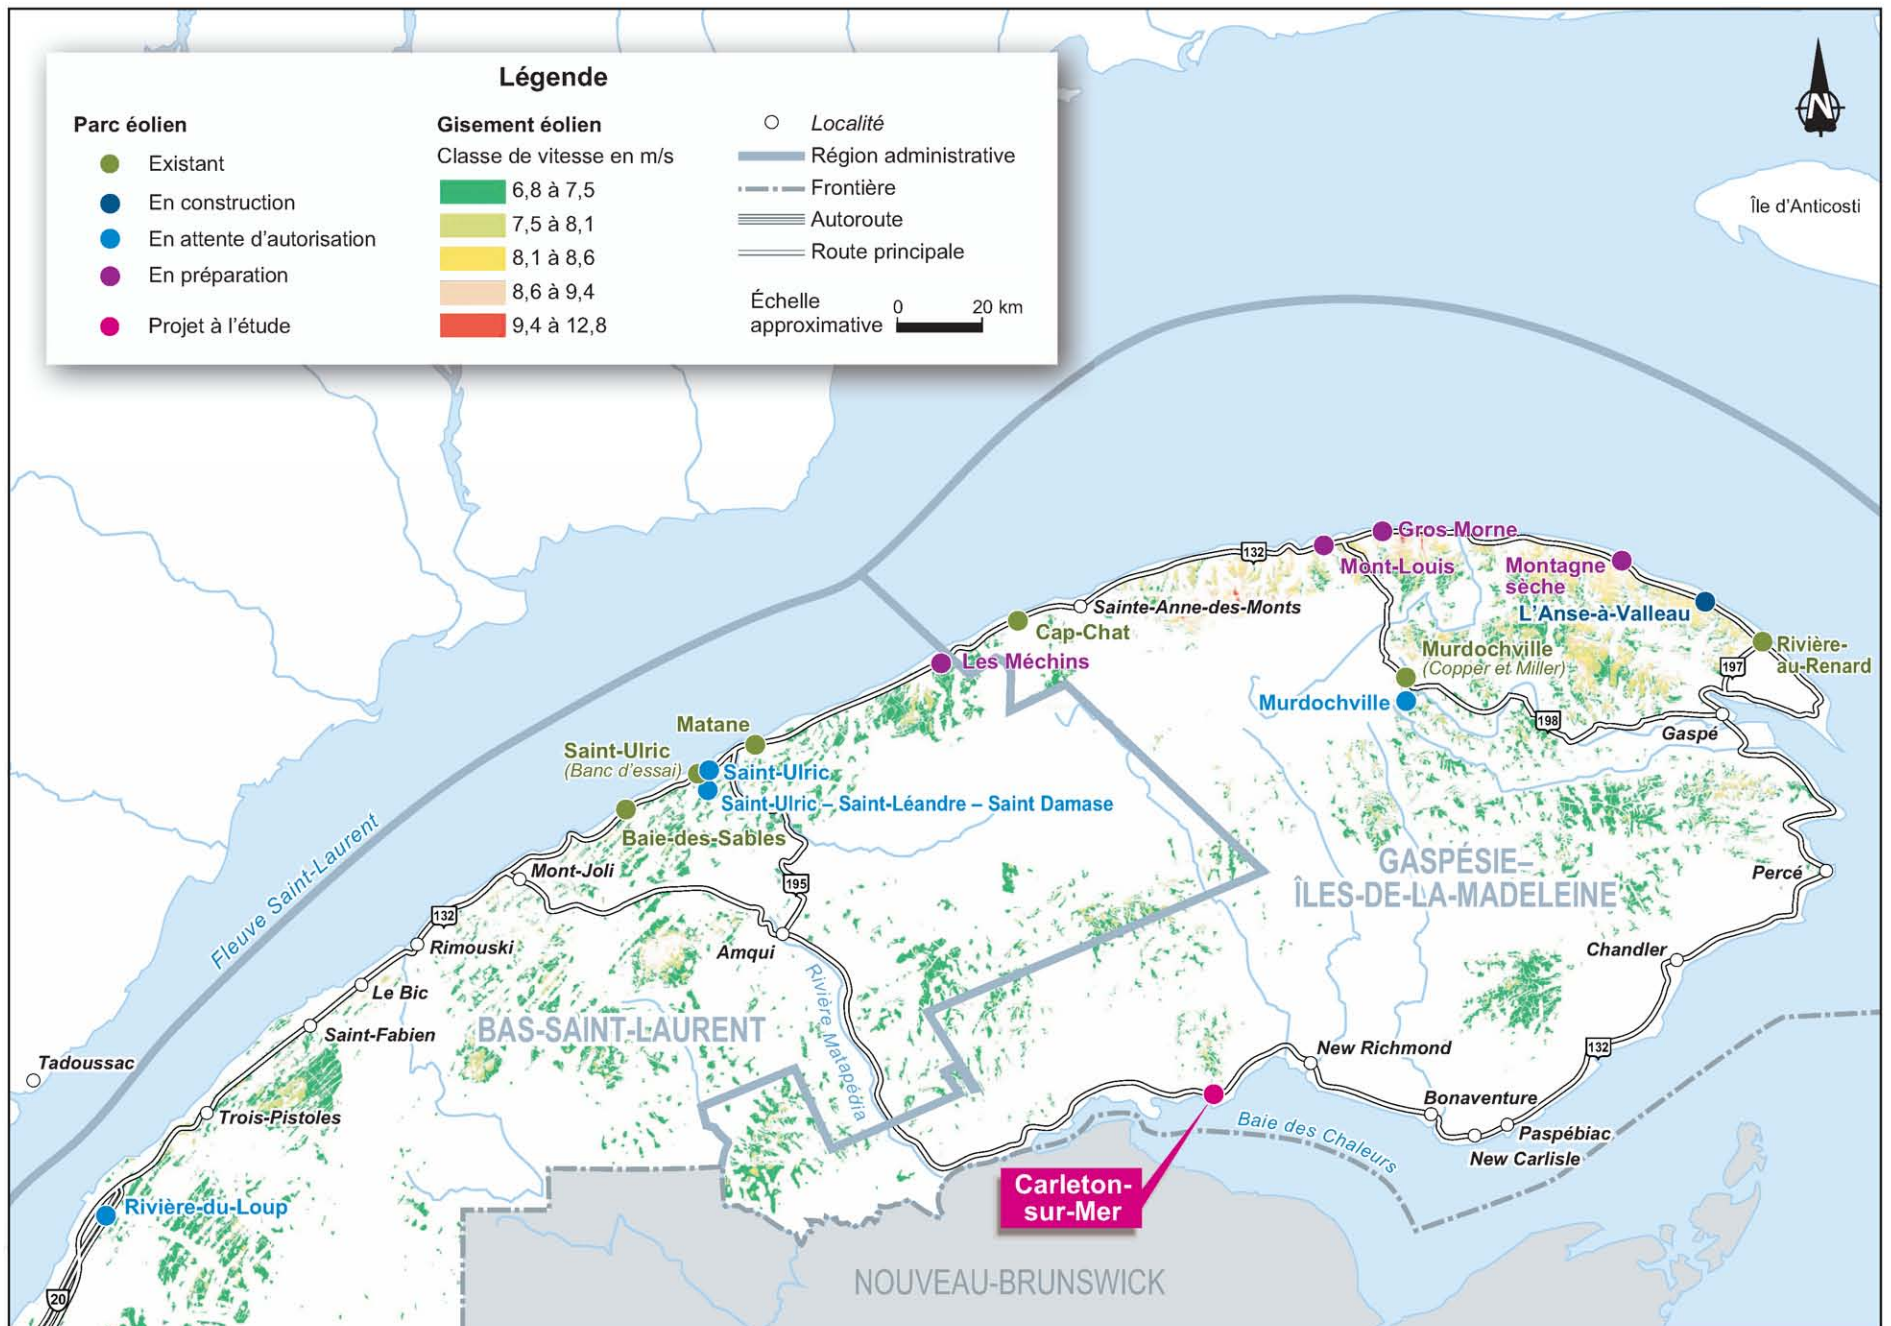 Légende
Parc éolien
Existant
En construction
En attente d'autorisation
En préparation
Projet à l'étude
Gisement éolien
Classe de vitesse en m/s
6,8 à 7,5
7,5 à 8,1
8,1 à 8,6
8,6 à 9,4
9,4 à 12,8
Localité
Région administrative
Frontière
Autoroute
Route principale
Échelle
approximative
0
20 km
N
Île d'Anticosti
Gros Morne
132
Mont-Louis
Montagne
sèche
L'Anse-à-Valleau
Sainte-Anne-des-Monts
Cap-Chat
Les Méchins
Murdochville
(Copper et Miller)
Rivière-
au-Renard
197
Murdochville
198
Gaspé
Matane
Saint-Ulric
(Banc d'essai)
Saint-Ulric
Saint-Ulric – Saint-Léandre – Saint Damase
Baie-des-Sables
Fleuve Saint-Laurent
Mont-Joli
195
GASPÉSIE–
ÎLES-DE-LA-MADELEINE
Percé
132
Rimouski
Amqui
Chandler
Le Bic
Rivière Matapédia
Saint-Fabien
BAS-SAINT-LAURENT
Tadoussac
New Richmond
132
Trois-Pistoles
Bonaventure
Baie des Chaleurs
Paspébiac
New Carlisle
Carleton-
sur-Mer
Rivière-du-Loup
NOUVEAU-BRUNSWICK
20